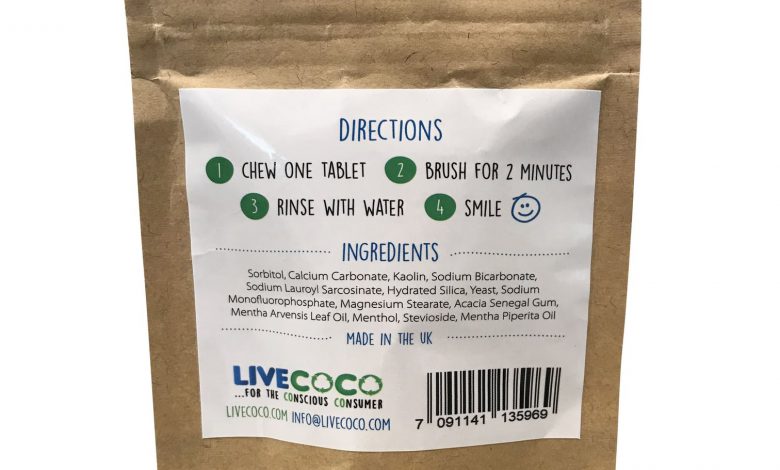 DIRECTIONS
1 CHEW ONE TABLET 2 BRUSH FOR 2 MINUTES
3 RINSE WITH WATER 4 SMILE
INGREDIENTS
Sorbitol, Calcium Carbonate, Kaolin, Sodium Bicarbonate,
Sodium Lauroyl Sarcosinate, Hydrated Silica, Yeast, Sodium
Monofluorophosphate, Magnesium Stearate, Acacia Senegal Gum,
Mentha Arvensis Leaf Oil, Menthol, Stevioside, Mentha Piperita Oil
MADE IN THE UK
LIVECOCO
...FOR THE CONSCIOUS CONSUMER
LIVECOCO.COM INFO@LIVECOCO.COM
7 091141 135969